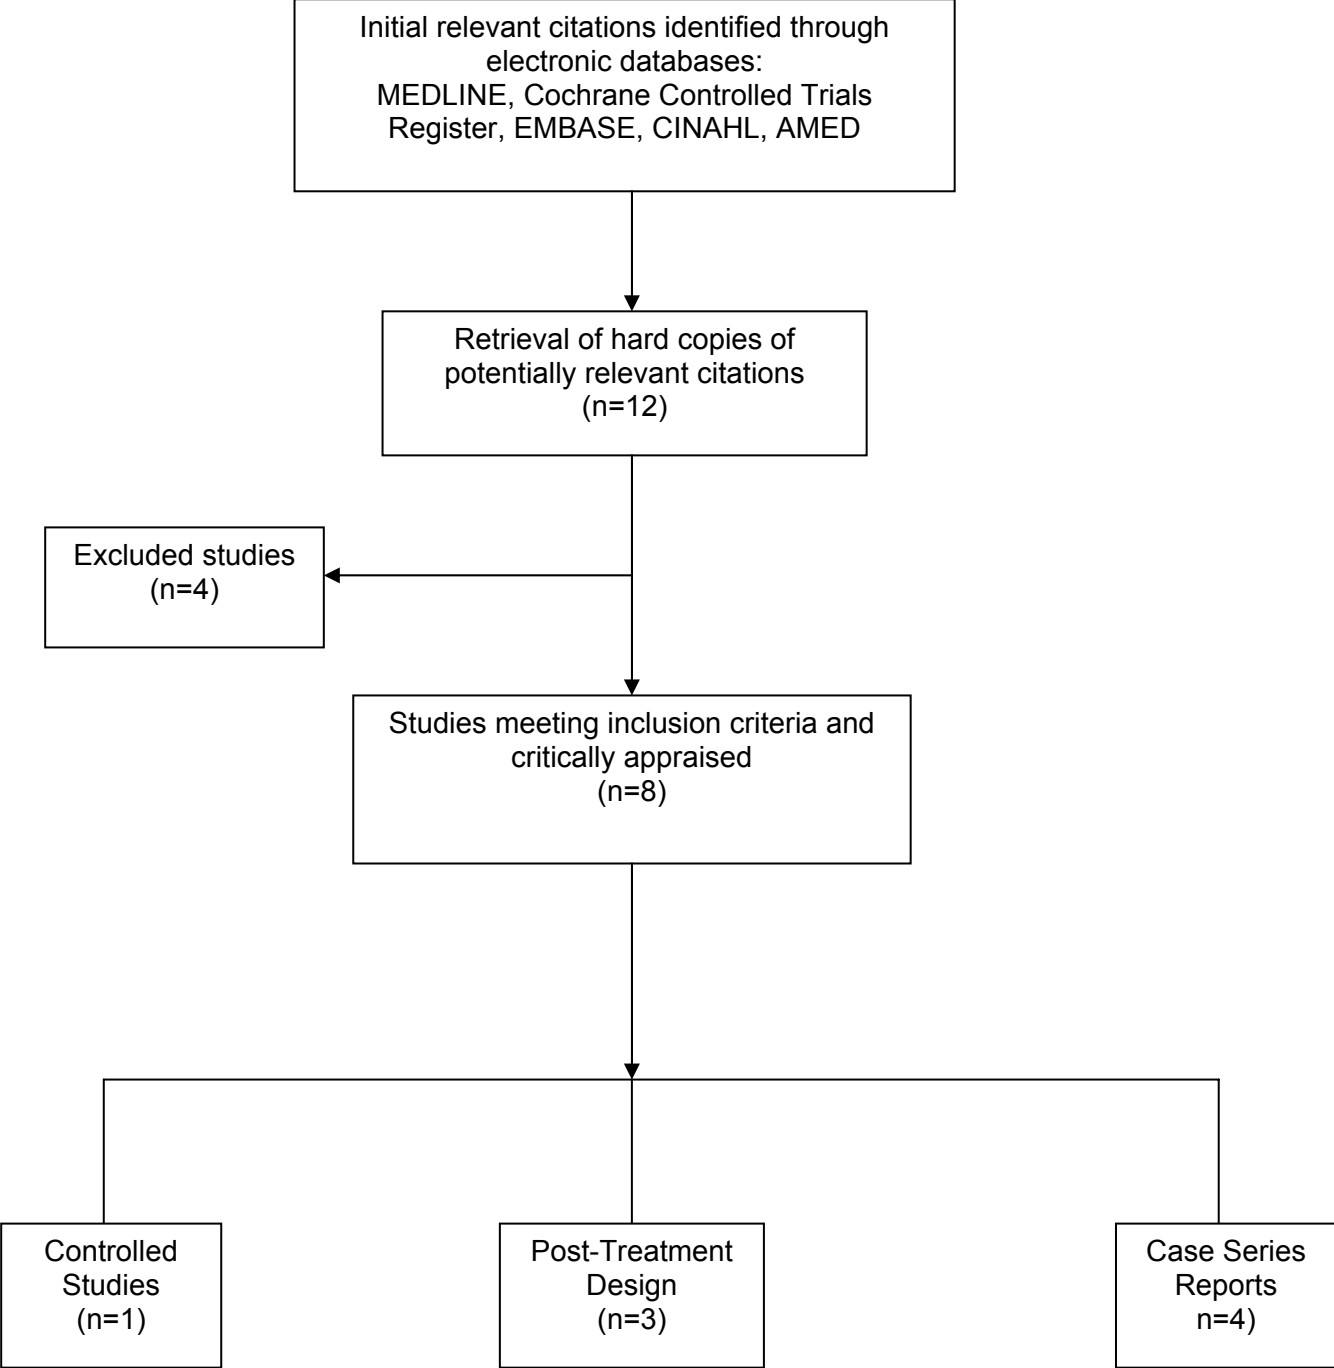 Initial relevant citations identified through
electronic databases:
MEDLINE, Cochrane Controlled Trials
Register, EMBASE, CINAHL, AMED
Retrieval of hard copies of
potentially relevant citations
(n=12)
Excluded studies
(n=4)
Studies meeting inclusion criteria and
critically appraised
(n=8)
Controlled
Studies
(n=1)
Post-Treatment
Design
(n=3)
Case Series
Reports
n=4)